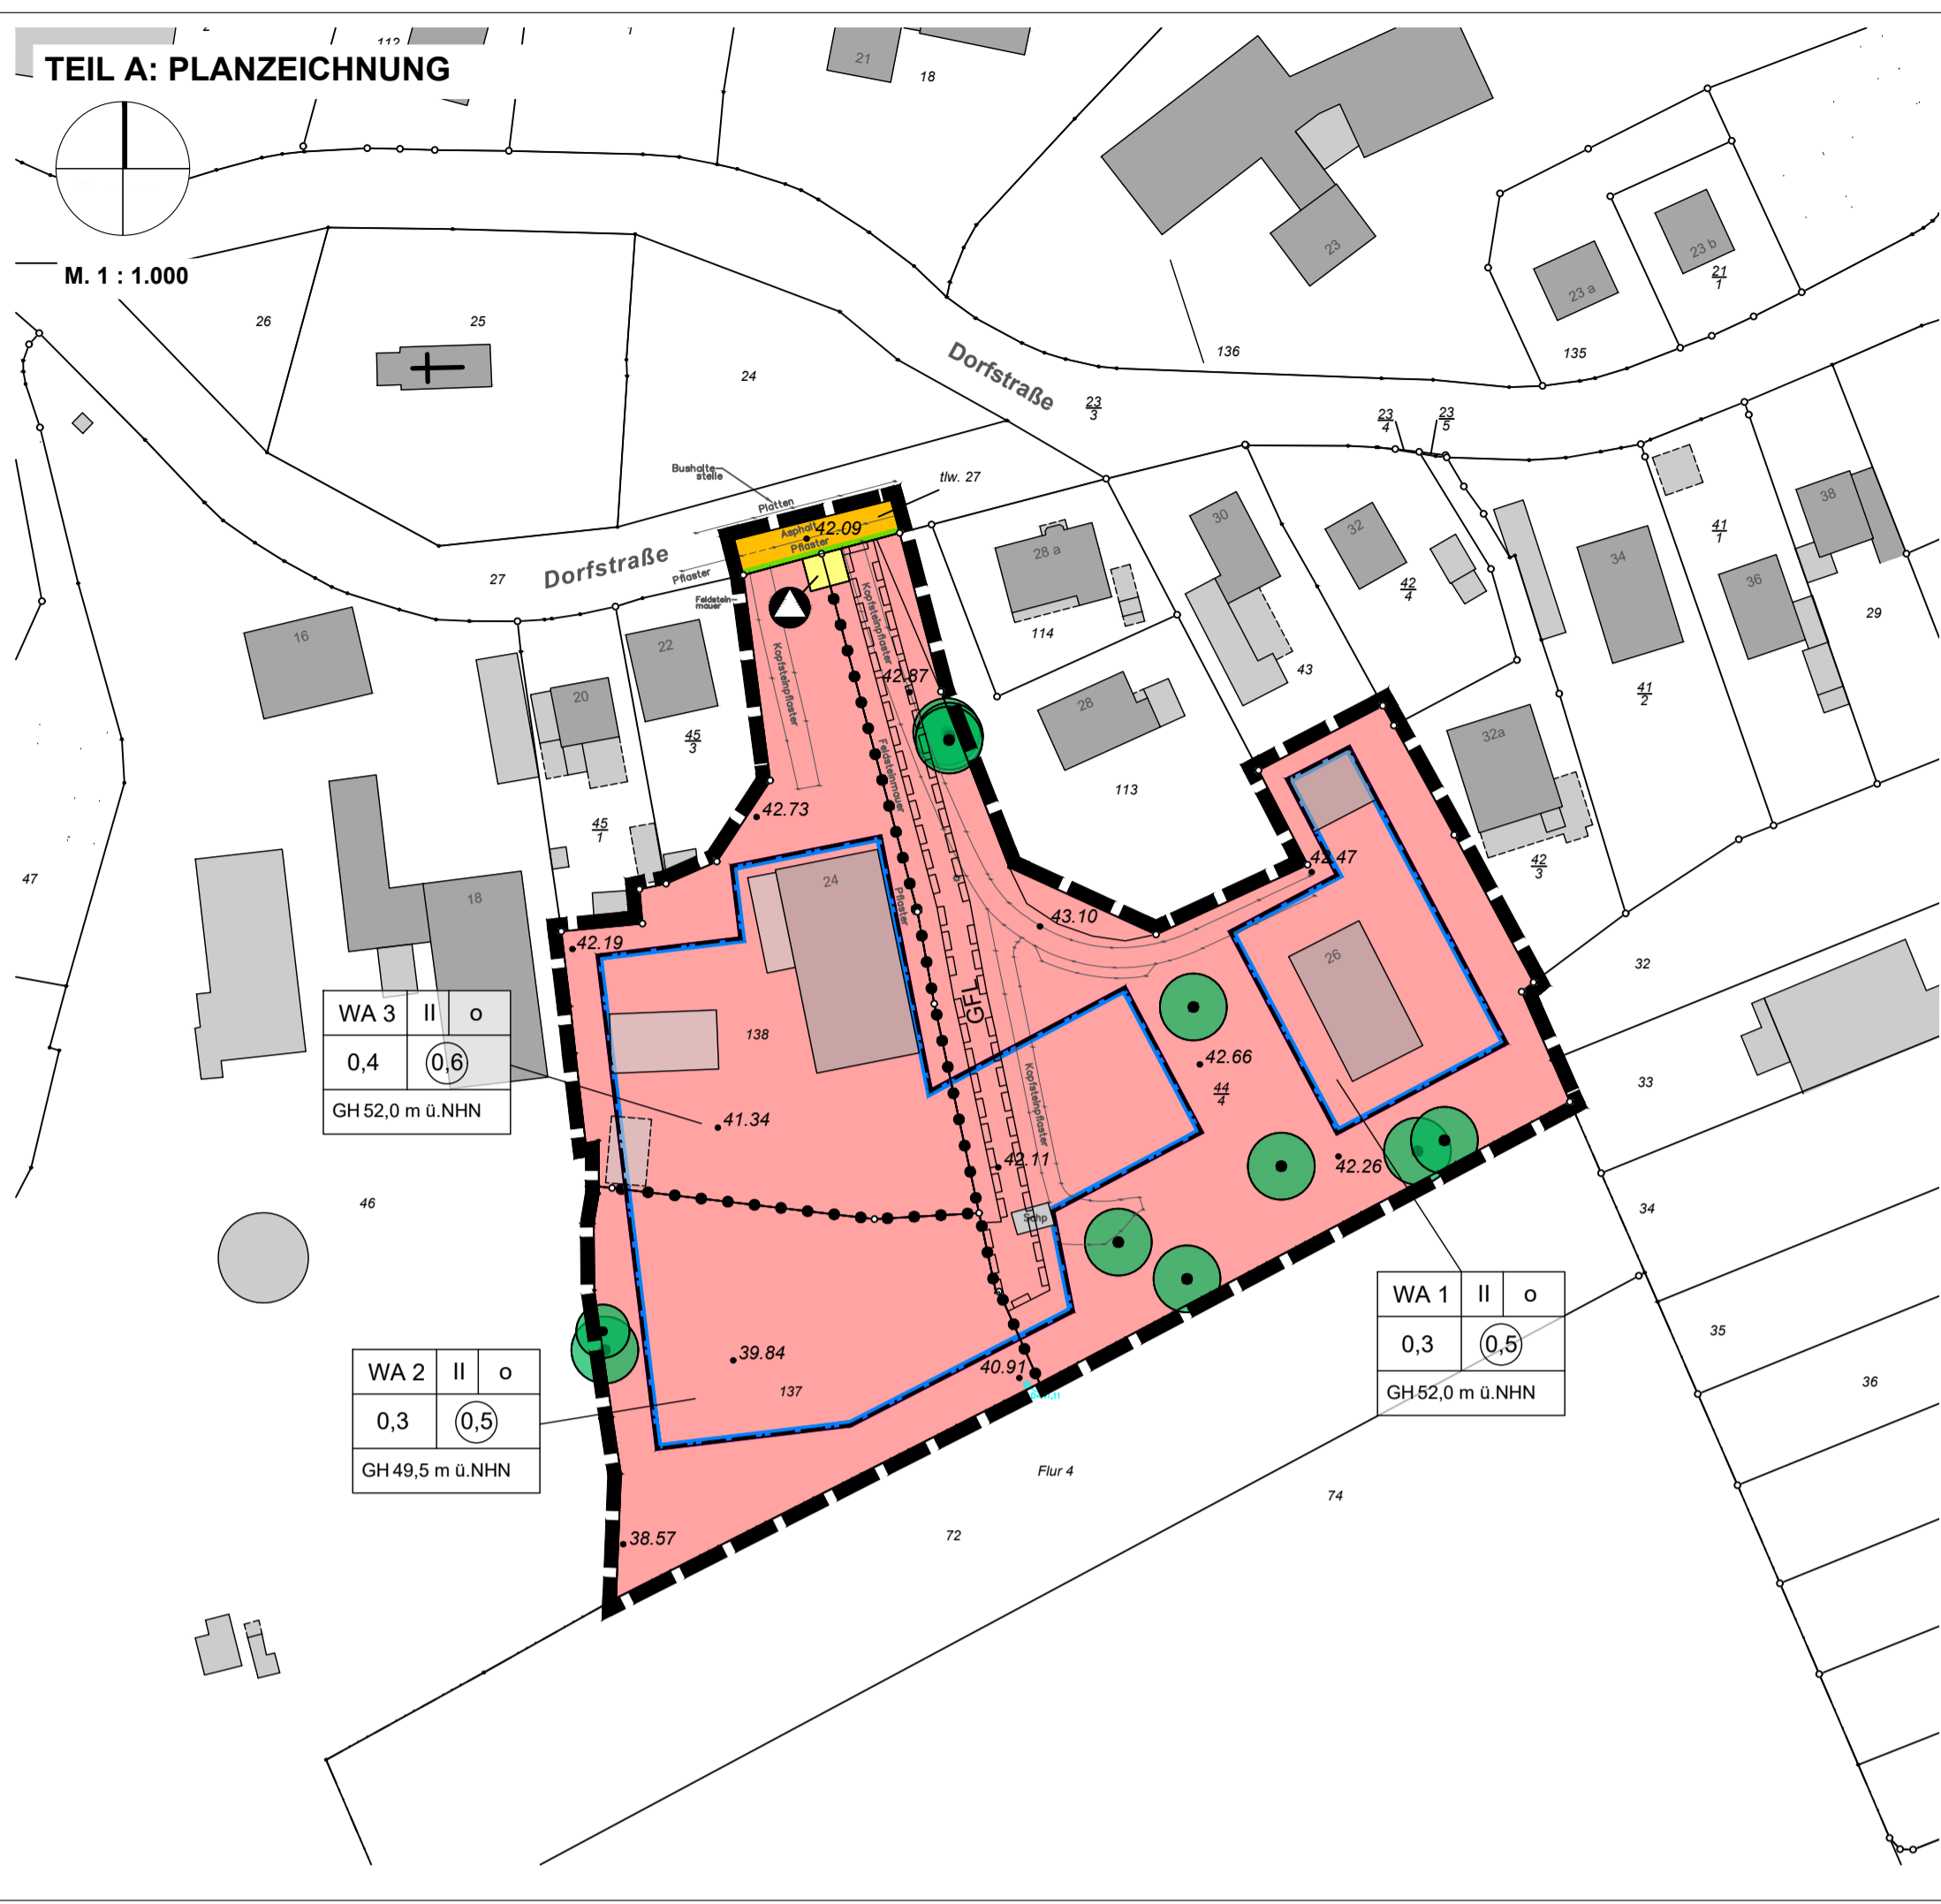 TEIL A: PLANZEICHNUNG
112
21
18
M. 1 : 1.000
23
23 a
23 b
21
1
26
25
24
136
135
Dorfstraße
23
3
23
4
23
5
Bushalte-
stelle
tlw. 27
Platten
Asphalt
42.09
Pflaster
Dorfstraße
Pflaster
27
Feldstein-
mauer
28 a
30
32
34
36
38
41
1
42
4
29
16
20
22
114
43
41
2
Kopfsteinpflaster
Kopfsteinpflaster
42.87
45
3
28
32a
Feldsteinmauer
42.73
113
45
1
42.47
42
3
47
18
24
Pflaster
43.10
42.19
26
32
GFL
WA 3
II
o
138
0,4
0,6
42.66
GH 52,0 m ü.NHN
44
4
33
41.34
Kopfsteinpflaster
42.11
42.26
46
Schp
34
WA 1
II
o
0,3
0,5
GH 52,0 m ü.NHN
35
WA 2
II
o
39.84
40.91
137
0,3
0,5
36
GH 49,5 m ü.NHN
Flur 4
74
72
38.57